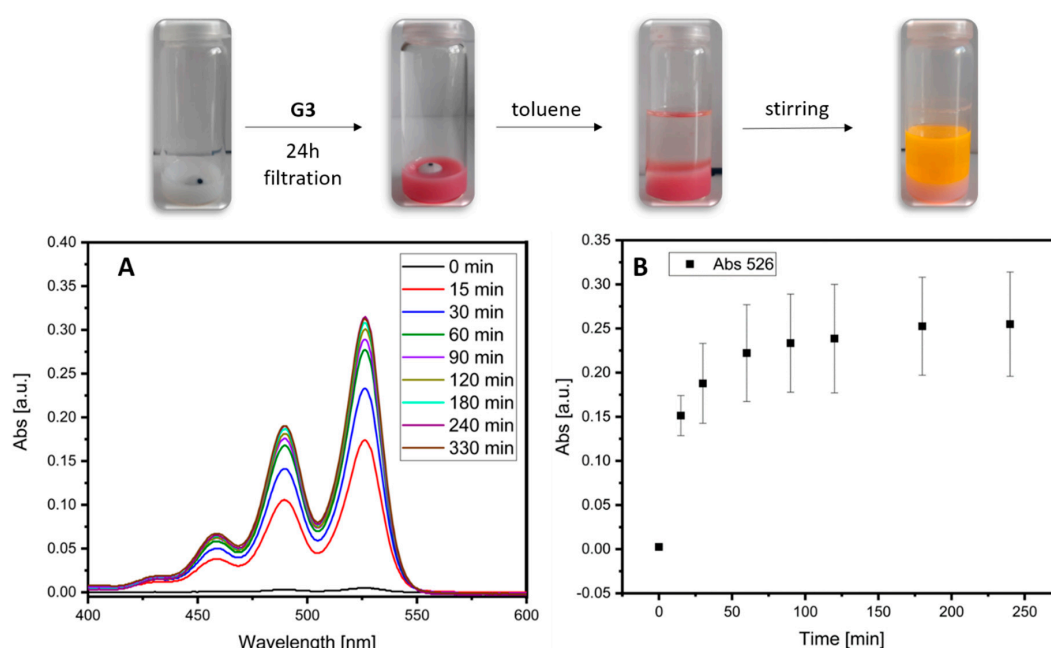 G3
24h
filtration
toluene
stirring
A
0 min
15 min
30 min
60 min
90 min
120 min
180 min
240 min
330 min
0.40
0.35
0.30
0.25
0.20
0.15
0.10
0.05
0.00
Abs [a.u.]
400
450
500
550
600
Wavelength [nm]
B
Abs 526
0.35
0.30
0.25
0.20
0.15
0.10
0.05
0.00
-0.05
Abs [a.u.]
0
50
100
150
200
250
Time [min]